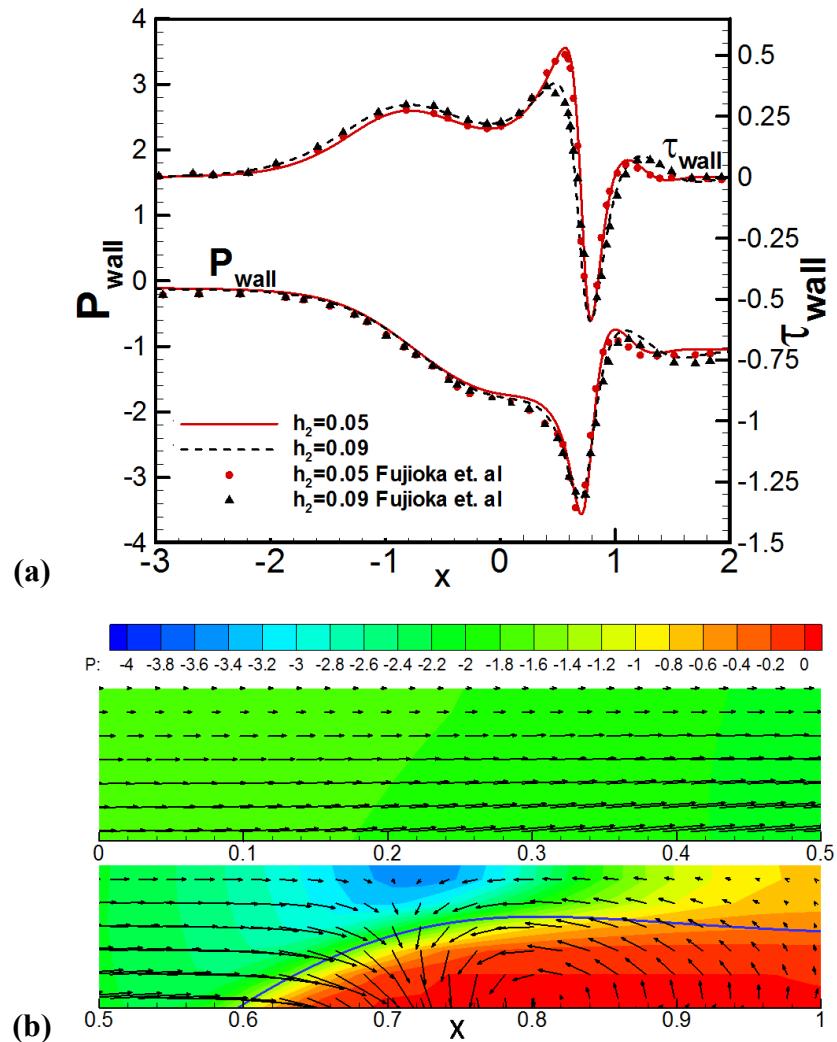 4
3
2
1
0
-1
-2
-3
-4
P_wall
0.5
0.25
0
-0.25
-0.5
-0.75
-1
-1.25
-1.5
τ_wall
τ_wall
P_wall
h₂=0.05
h₂=0.09
h₂=0.05 Fujioka et. al
h₂=0.09 Fujioka et. al
-3 -2 -1 0 1 2
x
(a)
P: -4 -3.8 -3.6 -3.4 -3.2 -3 -2.8 -2.6 -2.4 -2.2 -2 -1.8 -1.6 -1.4 -1.2 -1 -0.8 -0.6 -0.4 -0.2 0
0 0.1 0.2 0.3 0.4 0.5
0.5 0.6 0.7 0.8 0.9 1
X
(b)